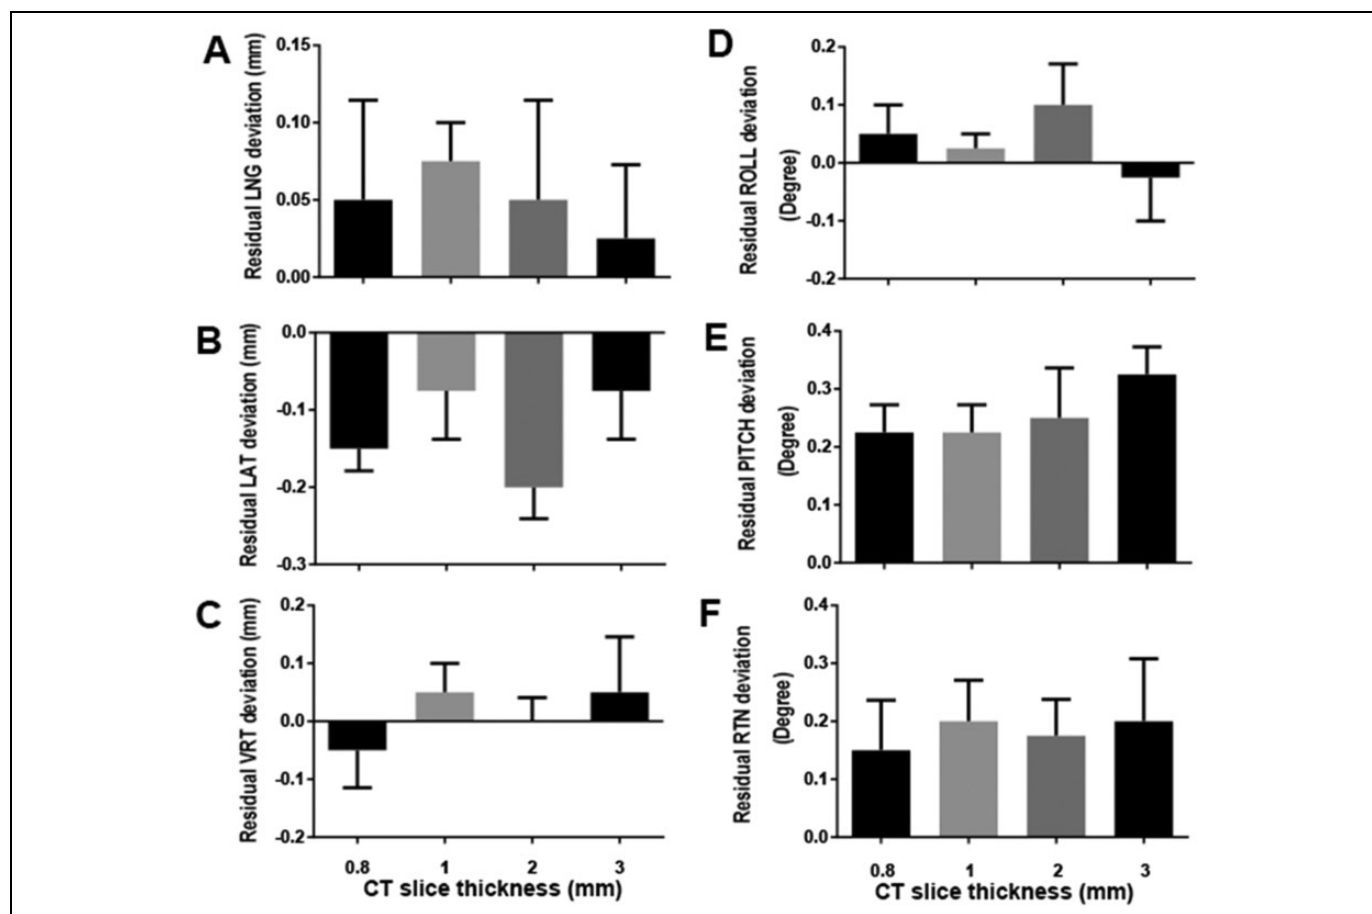 A
Residual LNG deviation (mm)
0.15
0.10
0.05
0.00
B
Residual LAT deviation (mm)
0.0
-0.1
-0.2
-0.3
C
Residual VRT deviation (mm)
0.2
0.1
0.0
-0.1
-0.2
0.8 1 2 3
CT slice thickness (mm)
D
Residual ROLL deviation
(Degree)
0.2
0.1
0.0
-0.1
-0.2
E
Residual PITCH deviation
(Degree)
0.4
0.3
0.2
0.1
0.0
F
Residual RTN deviation
(Degree)
0.4
0.3
0.2
0.1
0.0
0.8 1 2 3
CT slice thickness (mm)